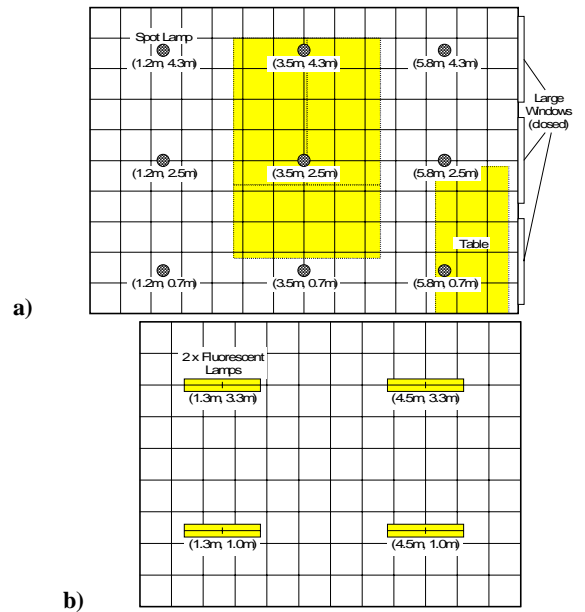 Spot Lamp
(1.2m, 4.3m)
(3.5m, 4.3m)
(5.8m, 4.3m)
Large
Windows
(closed)
(1.2m, 2.5m)
(3.5m, 2.5m)
(5.8m, 2.5m)
Table
(1.2m, 0.7m)
(3.5m, 0.7m)
(5.8m, 0.7m)
a)
2 x Fluorescent
Lamps
(1.3m, 3.3m)
(4.5m, 3.3m)
(1.3m, 1.0m)
(4.5m, 1.0m)
b)